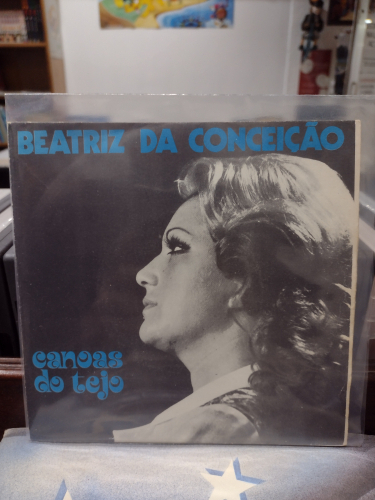 BEATRIZ DA CONCEIÇÃO
canoas
do tejo